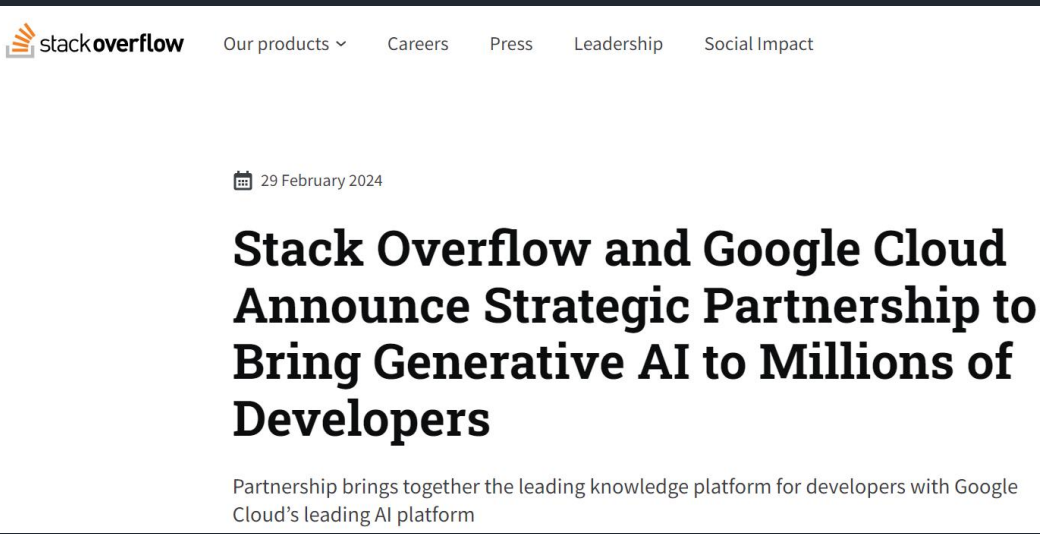 stackoverflow
Our products
Careers
Press
Leadership
Social Impact
29 February 2024
Stack Overflow and Google Cloud
Announce Strategic Partnership to
Bring Generative AI to Millions of
Developers
Partnership brings together the leading knowledge platform for developers with Google
Cloud’s leading AI platform